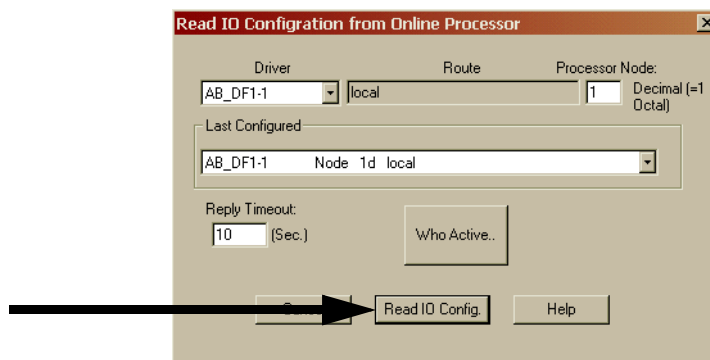 Read IO Configration from Online Processor
Driver Route Processor Node:
AB_DF1-1 local 1 Decimal (=1
Octal)
Last Configured
AB_DF1-1 Node 1d local
Reply Timeout:
10 (Sec.) Who Active..
Read IO Config. Help